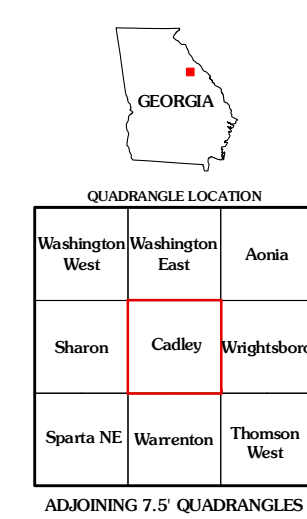 GEORGIA
QUADRANGLE LOCATION
Washington West
Washington East
Aonia
Sharon
Cadley
Wrightsboro
Sparta NE
Warrenton
Thomson West
ADJOINING 7.5' QUADRANGLES